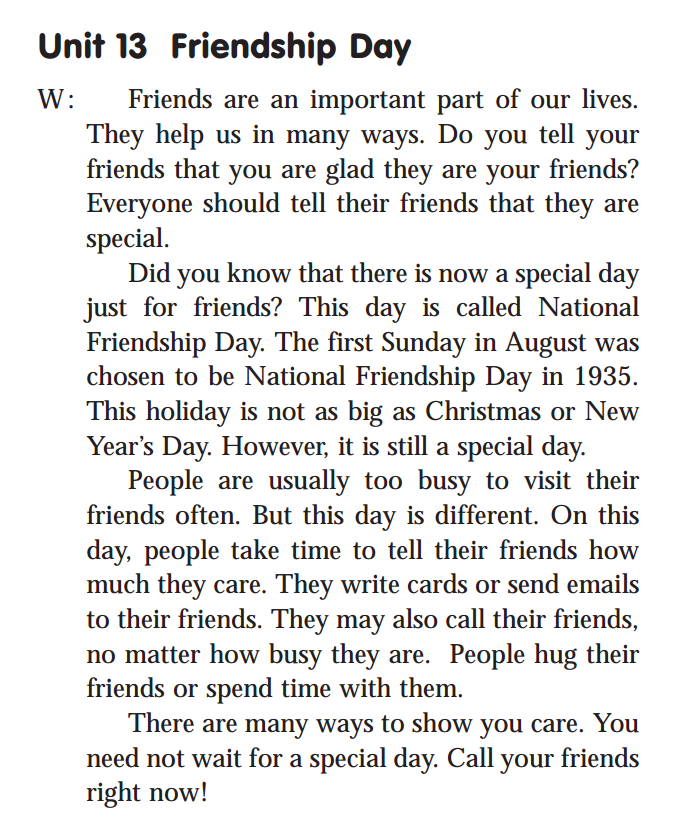 Unit 13 Friendship Day
W: Friends are an important part of our lives.
They help us in many ways. Do you tell your
friends that you are glad they are your friends?
Everyone should tell their friends that they are
special.
Did you know that there is now a special day
just for friends? This day is called National
Friendship Day. The first Sunday in August was
chosen to be National Friendship Day in 1935.
This holiday is not as big as Christmas or New
Year’s Day. However, it is still a special day.
People are usually too busy to visit their
friends often. But this day is different. On this
day, people take time to tell their friends how
much they care. They write cards or send emails
to their friends. They may also call their friends,
no matter how busy they are. People hug their
friends or spend time with them.
There are many ways to show you care. You
need not wait for a special day. Call your friends
right now!